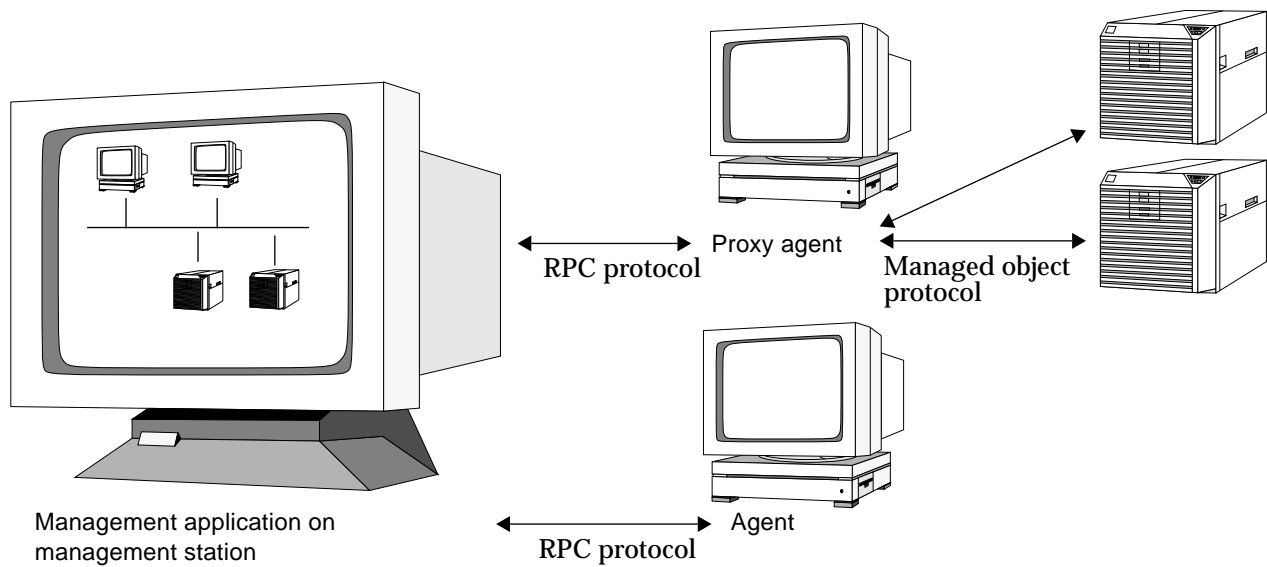 Proxy agent
RPC protocol
Managed object
protocol
Management application on
management station
Agent
RPC protocol